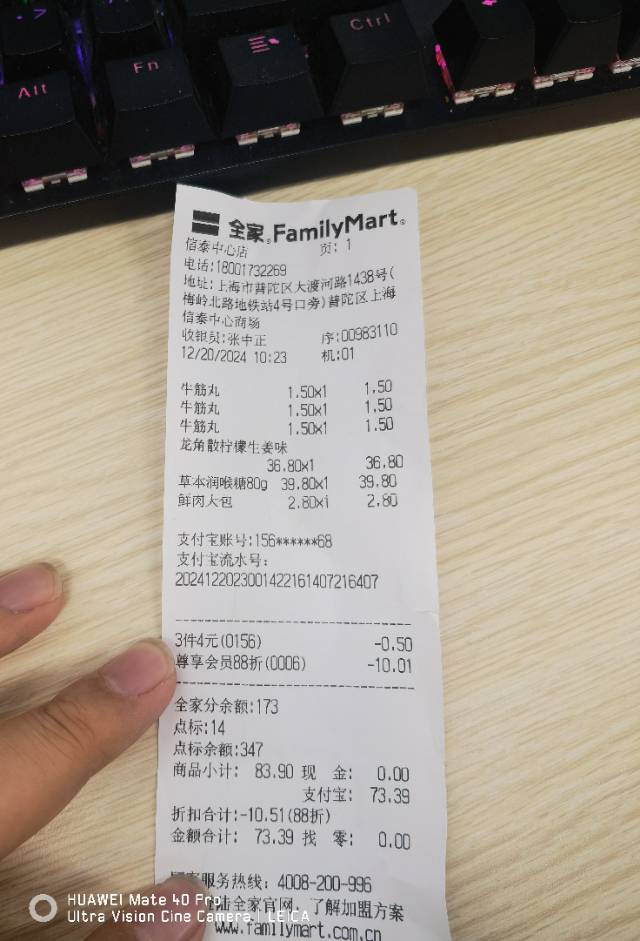 Alt
Fn
Ctrl
全家® FamilyMart®
信泰中心店 页: 1
电话:18001732269
地址:上海市普陀区大渡河路1438号(
梅岭北路地铁站4号口旁)普陀区上海
信泰中心商场
收银员:张中正 序:00983110
12/20/2024 10:23 机:01
牛筋丸 1.50x1 1.50
牛筋丸 1.50x1 1.50
牛筋丸 1.50x1 1.50
龙角散柠檬生姜味
36.80x1 36.80
草本润喉糖80g 39.80x1 39.80
鲜肉大包 2.80x1 2.80
支付宝账号:156******68
支付宝流水号:
2024122023001422161407216407
3件4元(0156) -0.50
尊享会员88折(0006) -10.01
全家分余额:173
点标:14
点标余额:347
商品小计: 83.90 现 金: 0.00
支付宝: 73.39
折扣合计:-10.51(88折)
金额合计: 73.39 找 零: 0.00
服务热线: 4008-200-996
陆全家官网，了解加盟方案
www.familymart.com.cn
HUAWEI Mate 40 Pro
Ultra Vision Cine Camera | LEICA